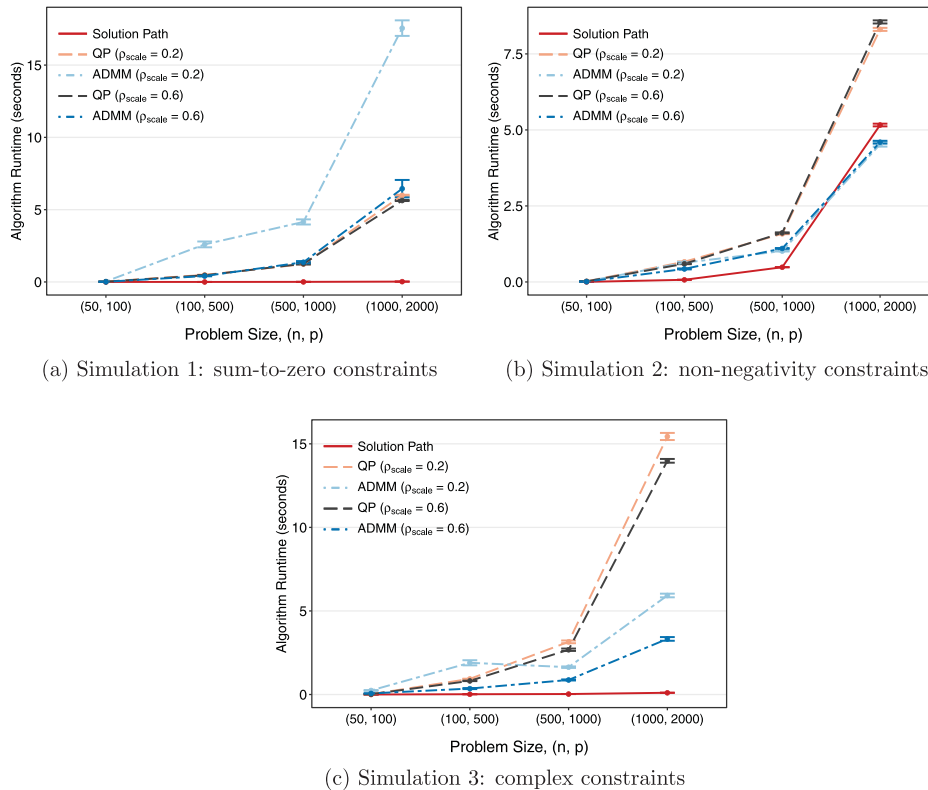 Solution Path
QP (ρscale = 0.2)
ADMM (ρscale = 0.2)
QP (ρscale = 0.6)
ADMM (ρscale = 0.6)
Algorithm Runtime (seconds)
15
10
5
0
(50, 100) (100, 500) (500, 1000) (1000, 2000)
Problem Size, (n, p)
(a) Simulation 1: sum-to-zero constraints
Solution Path
QP (ρscale = 0.2)
ADMM (ρscale = 0.2)
QP (ρscale = 0.6)
ADMM (ρscale = 0.6)
Algorithm Runtime (seconds)
7.5
5.0
2.5
0.0
(50, 100) (100, 500) (500, 1000) (1000, 2000)
Problem Size, (n, p)
(b) Simulation 2: non-negativity constraints
Solution Path
QP (ρscale = 0.2)
ADMM (ρscale = 0.2)
QP (ρscale = 0.6)
ADMM (ρscale = 0.6)
Algorithm Runtime (seconds)
15
10
5
0
(50, 100) (100, 500) (500, 1000) (1000, 2000)
Problem Size, (n, p)
(c) Simulation 3: complex constraints